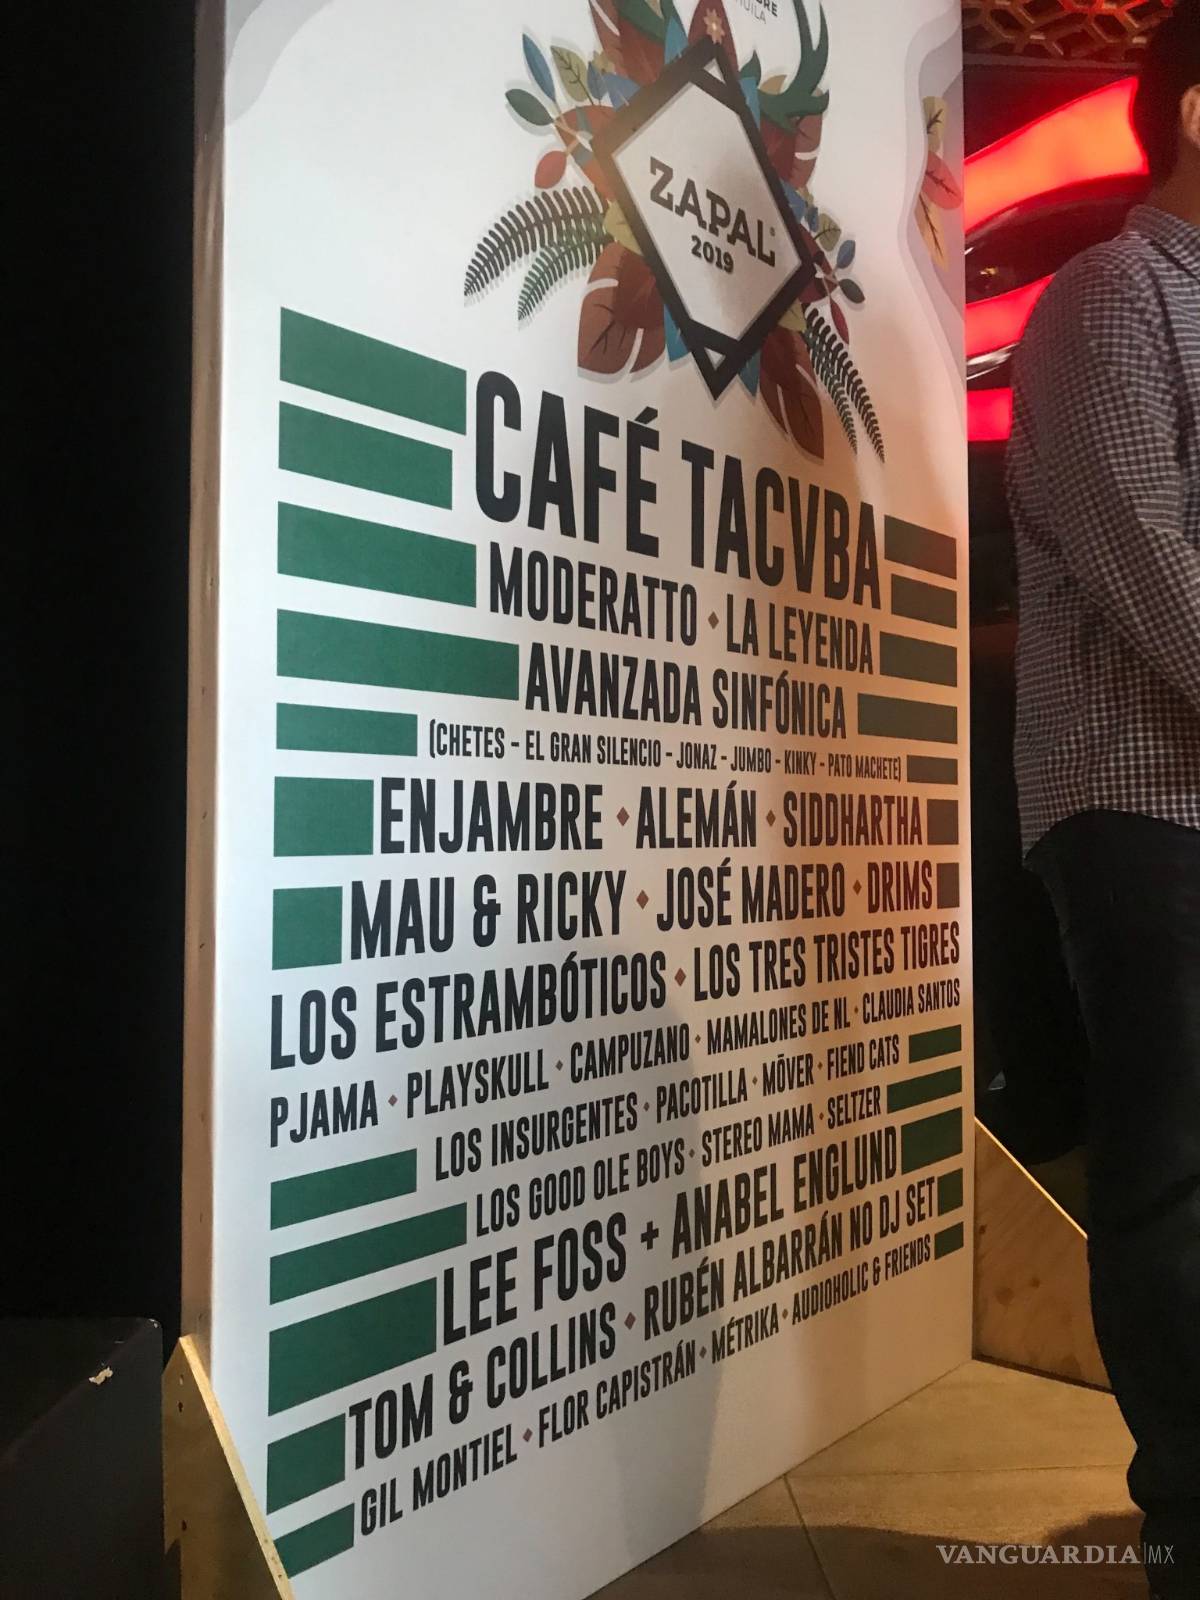 ZAPAL
2019
CAFÉ TACVBA
MODERATTO • LA LEYENDA
AVANZADA SINFÓNICA
(CHETES - EL GRAN SILENCIO - JONAZ - JUMBO - KINKY - PATO MACHETE)
ENJAMBRE • ALEMÁN • SIDDHARTHA
MAU & RICKY • JOSÉ MADERO • DRIMS
LOS ESTRAMBÓTICOS • LOS TRES TRISTES TIGRES
PJAMA • PLAYSKULL • CAMPUZANO • MAMALONES DE NL • CLAUDIA SANTOS
LOS INSURGENTES • PACOTILLA • MÖVER • FIEND CATS
LOS GOOD OLE BOYS • STEREO MAMA • SELTZER
LEE FOSS + ANABEL ENGLUND
TOM & COLLINS • RUBÉN ALBARRÁN NO DJ SET
GIL MONTIEL • FLOR CAPISTRÁN • MÉTRIKA • AUDIOHOLIC & FRIENDS
VANGUARDIA|MX